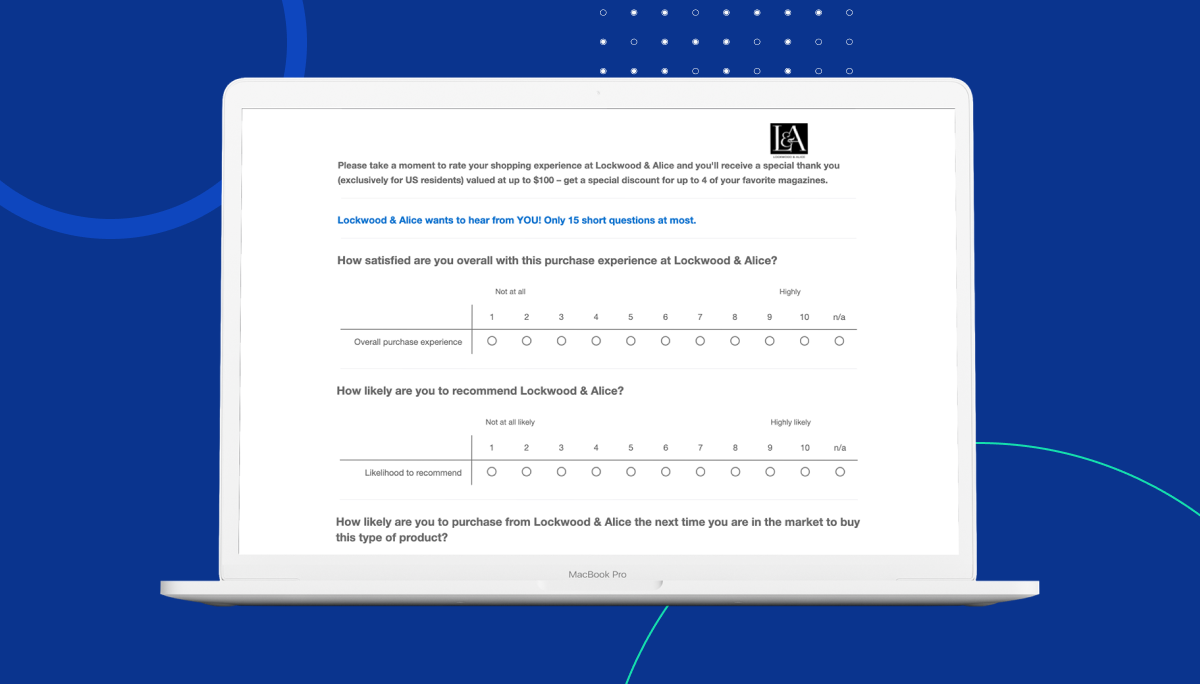 L&A
LOCKWOOD & ALICE
Please take a moment to rate your shopping experience at Lockwood & Alice and you'll receive a special thank you
(exclusively for US residents) valued at up to $100 – get a special discount for up to 4 of your favorite magazines.
Lockwood & Alice wants to hear from YOU! Only 15 short questions at most.
How satisfied are you overall with this purchase experience at Lockwood & Alice?
Not at all Highly
1 2 3 4 5 6 7 8 9 10 n/a
Overall purchase experience
How likely are you to recommend Lockwood & Alice?
Not at all likely Highly likely
1 2 3 4 5 6 7 8 9 10 n/a
Likelihood to recommend
How likely are you to purchase from Lockwood & Alice the next time you are in the market to buy
this type of product?
MacBook Pro